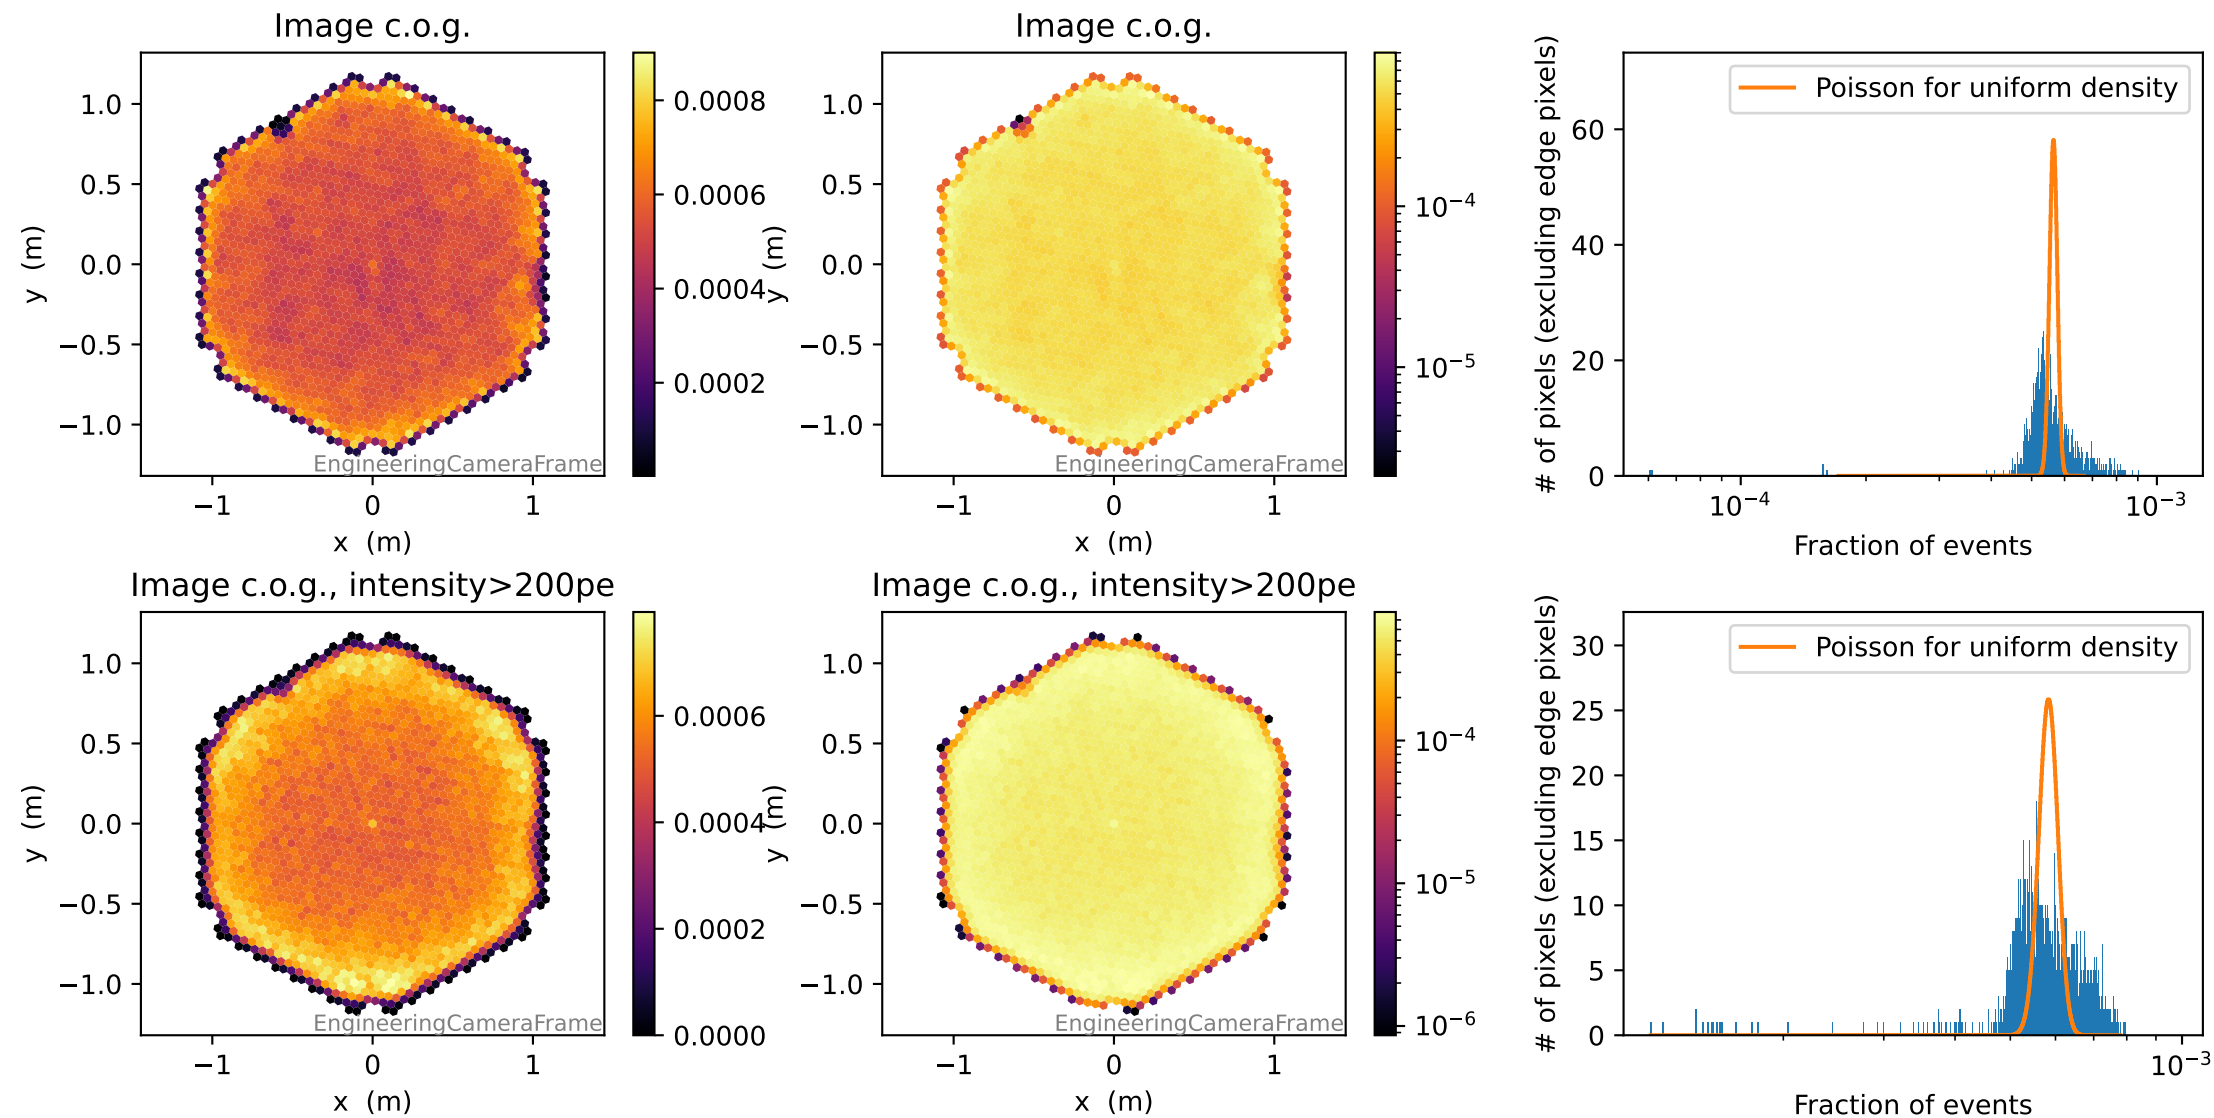 Image c.o.g.
1.0
0.5
0.0
−0.5
−1.0
y (m)
−1 0 1
x (m)
EngineeringCameraFrame
0.0008
0.0006
0.0004
0.0002
Image c.o.g.
1.0
0.5
0.0
−0.5
−1.0
y (m)
−1 0 1
x (m)
EngineeringCameraFrame
10⁻⁴
10⁻⁵
# of pixels (excluding edge pixels)
60
40
20
0
Poisson for uniform density
10⁻⁴ 10⁻³
Fraction of events
Image c.o.g., intensity>200pe
1.0
0.5
0.0
−0.5
−1.0
y (m)
−1 0 1
x (m)
EngineeringCameraFrame
0.0006
0.0004
0.0002
0.0000
Image c.o.g., intensity>200pe
1.0
0.5
0.0
−0.5
−1.0
y (m)
−1 0 1
x (m)
EngineeringCameraFrame
10⁻⁴
10⁻⁵
10⁻⁶
# of pixels (excluding edge pixels)
30
25
20
15
10
5
0
Poisson for uniform density
10⁻³
Fraction of events